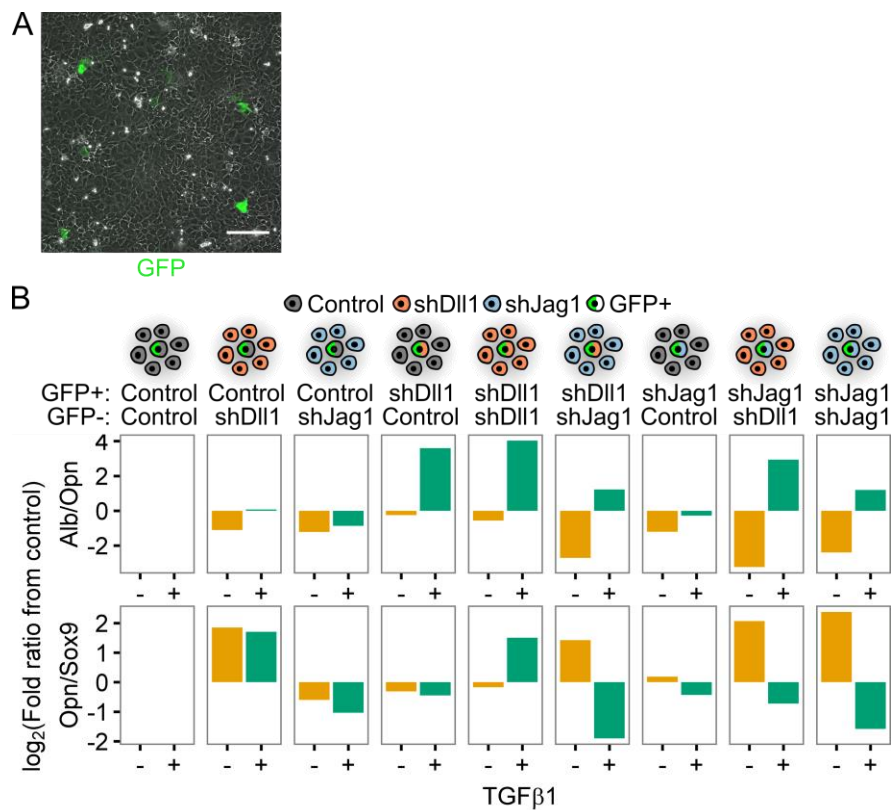 A
GFP
B
Control shDll1 shJag1 GFP+
GFP+: Control Control Control shDll1 shDll1 shDll1 shJag1 shJag1 shJag1
GFP-: Control shDll1 shJag1 Control shDll1 shJag1 Control shDll1 shJag1
log₂(Fold ratio from control)
Alb/Opn
4
2
0
-2
- + - + - + - + - + - + - + - + - +
Opn/Sox9
2
1
0
-1
-2
- + - + - + - + - + - + - + - + - +
TGFβ1